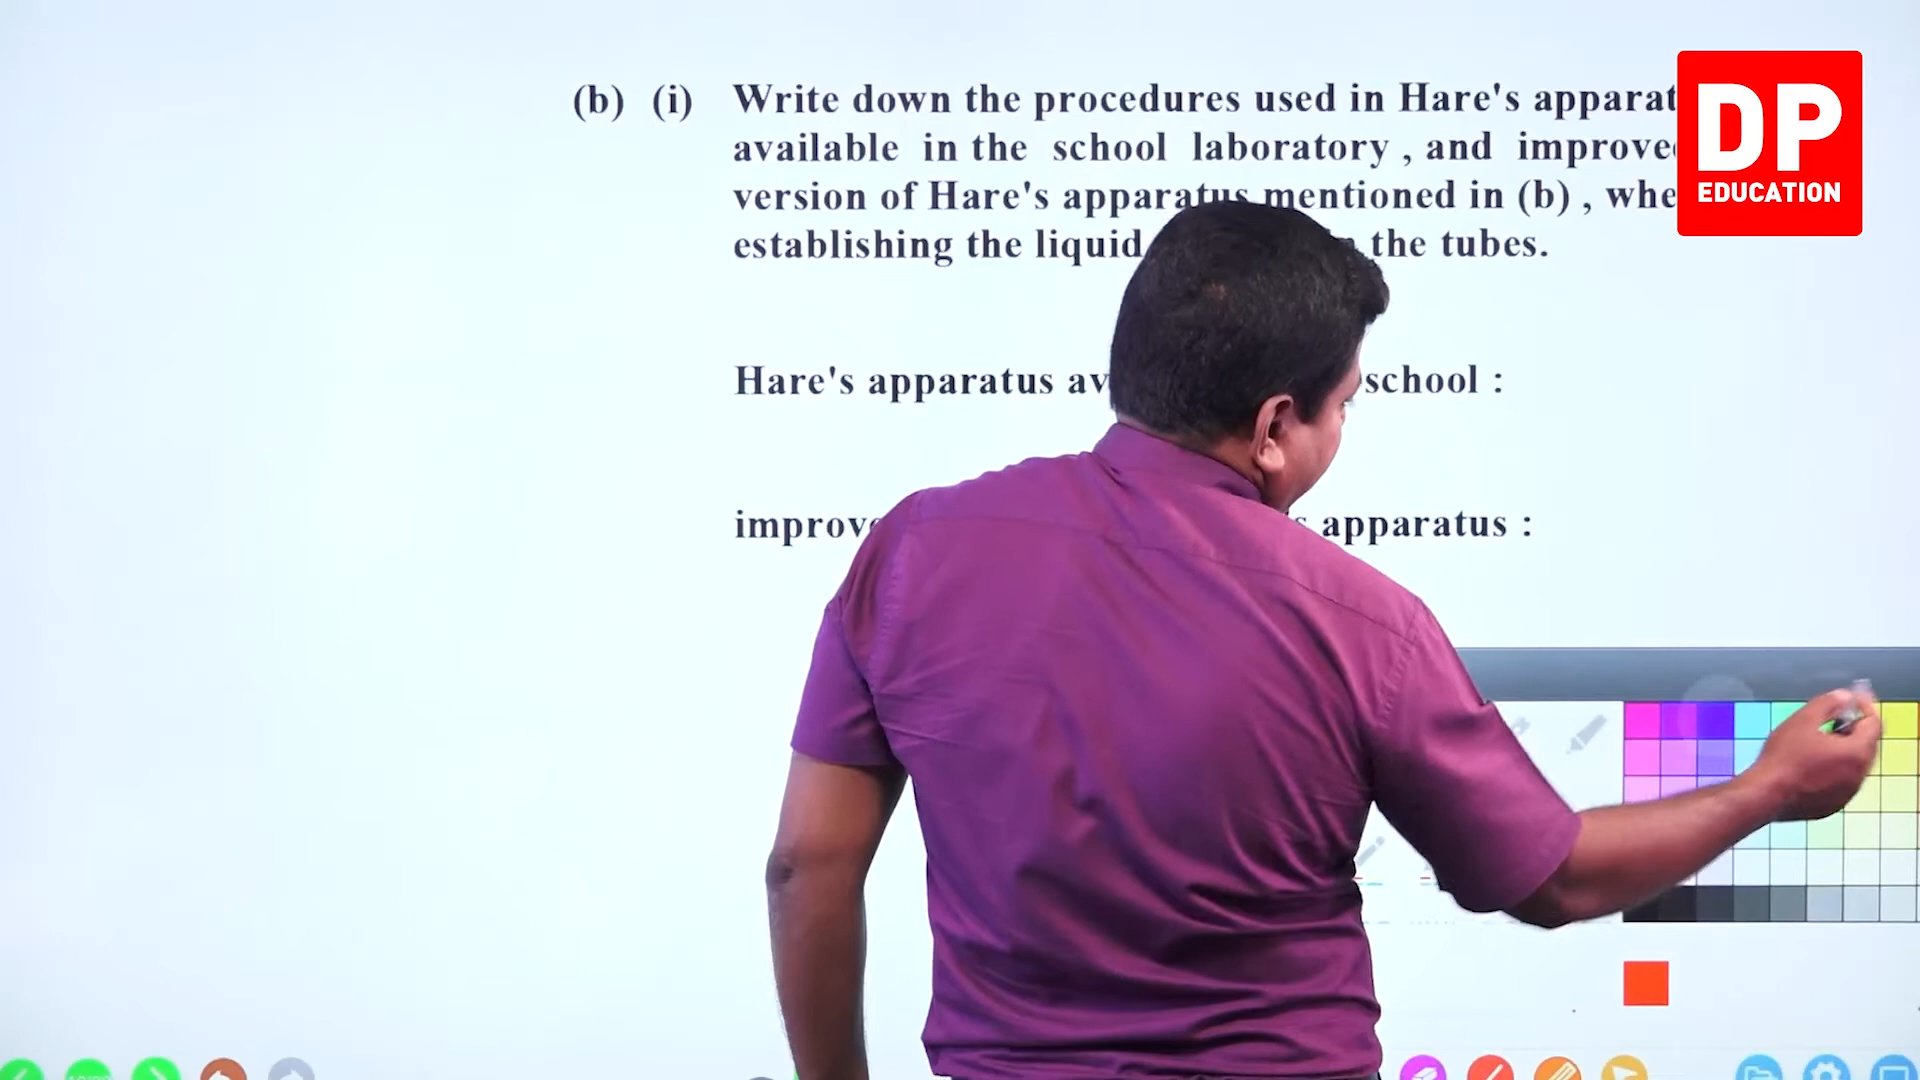 (b) (i) Write down the procedures used in Hare's apparat
available in the school laboratory , and improve
version of Hare's apparatus mentioned in (b) , whe
establishing the liquid the tubes.
Hare's apparatus av school :
improv apparatus :
DP
EDUCATION